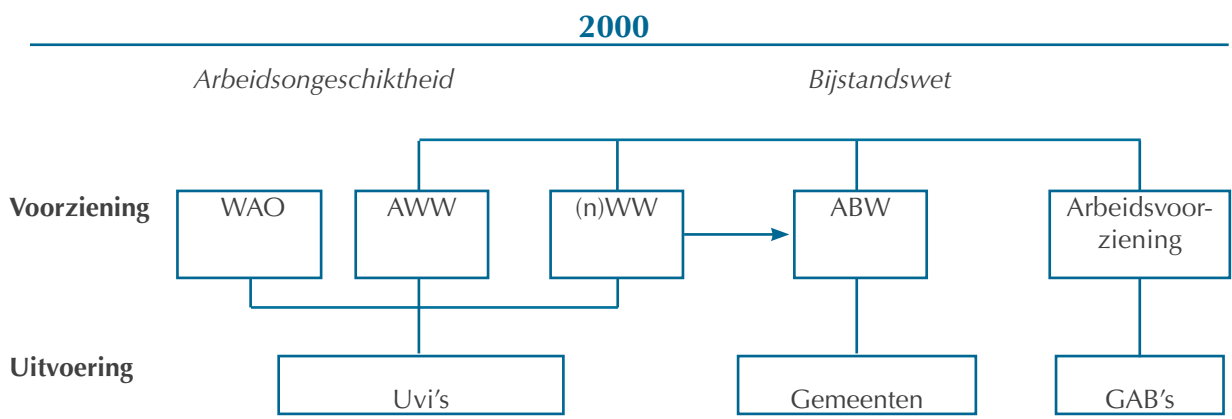 2000
Arbeidsongeschiktheid Bijstandswet
Voorziening WAO AWW (n)WW ABW Arbeidsvoor-
ziening
Uitvoering
Uvi’s Gemeenten GAB’s